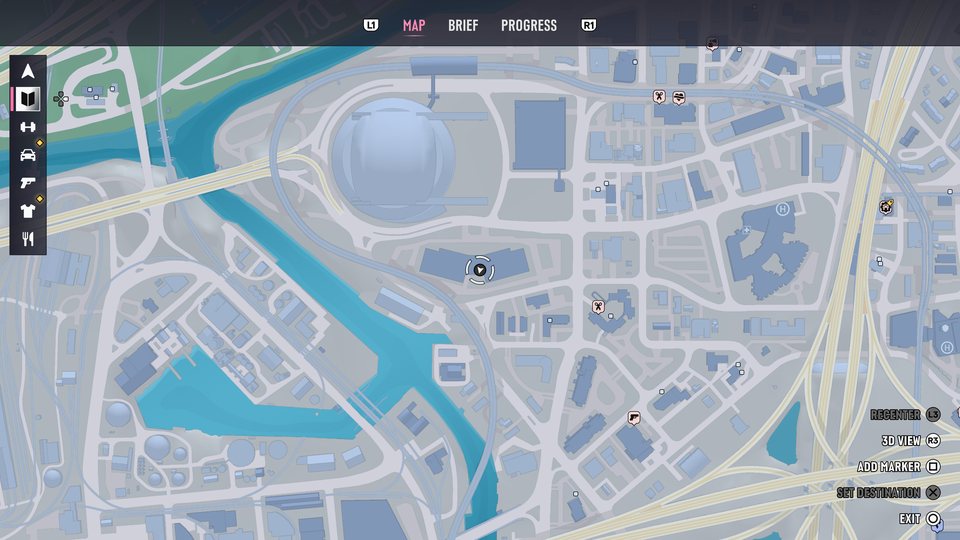 L1 MAP BRIEF PROGRESS R1
H
H
RECENTER L3
3D VIEW R3
ADD MARKER
SET DESTINATION
EXIT